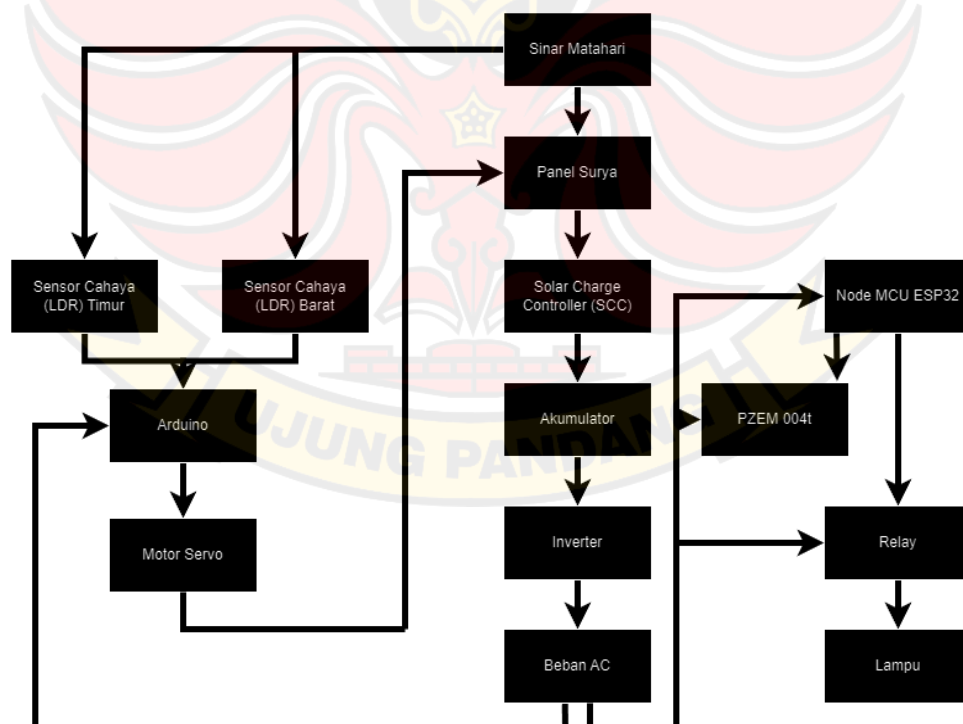 Sinar Matahari
Panel Surya
Sensor Cahaya
(LDR) Timur
Sensor Cahaya
(LDR) Barat
Solar Charge
Controller (SCC)
Node MCU ESP32
Arduino
Akumulator
PZEM 004t
UJUNG PANDANG
Motor Servo
Inverter
Relay
Beban AC
Lampu